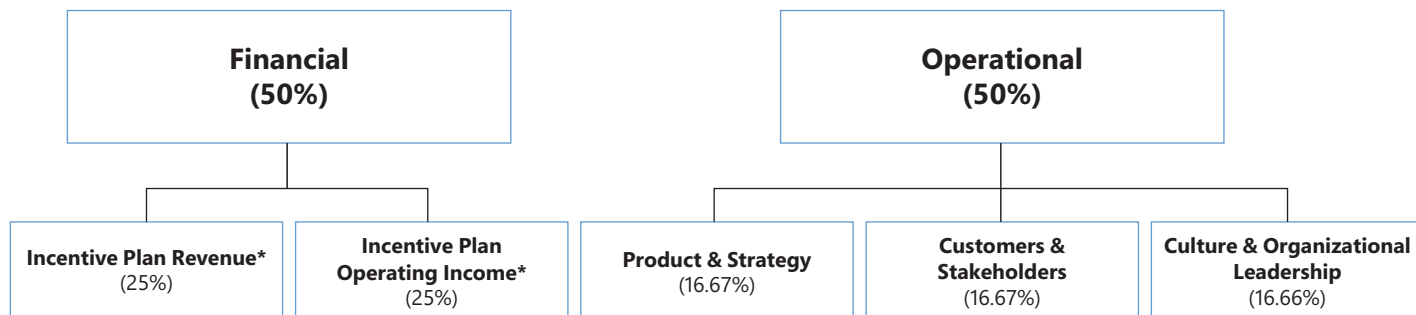 Financial
(50%)
Operational
(50%)
Incentive Plan Revenue*
(25%)
Incentive Plan
Operating Income*
(25%)
Product & Strategy
(16.67%)
Customers &
Stakeholders
(16.67%)
Culture & Organizational
Leadership
(16.66%)